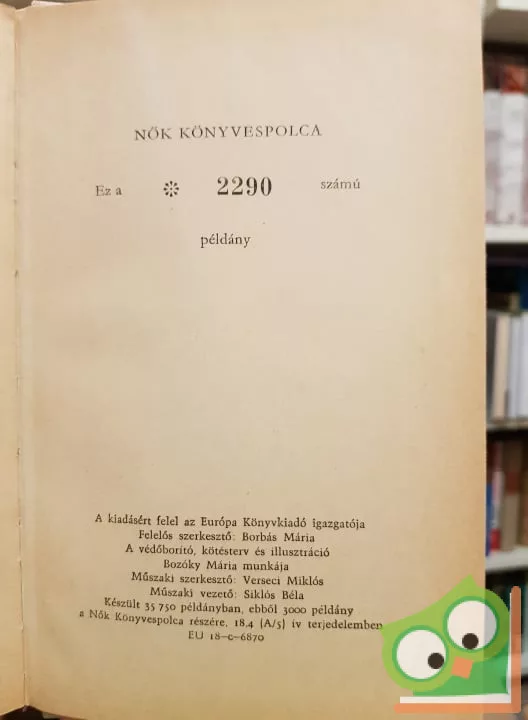 NŐK KÖNYVESPOLCA
Ez a 2290 számú
példány
A kiadásért felel az Európa Könyvkiadó igazgatója
Felelős szerkesztő: Borbás Mária
A védőborító, kötésterv és illusztráció
Bozóky Mária munkája
Műszaki szerkesztő: Verseci Miklós
Műszaki vezető: Siklós Béla
Készült 35 750 példányban, ebből 3000 példány
a Nők Könyvespolca részére, 18.4 (A/5) ív terjedelemben
EU 18–c–6870